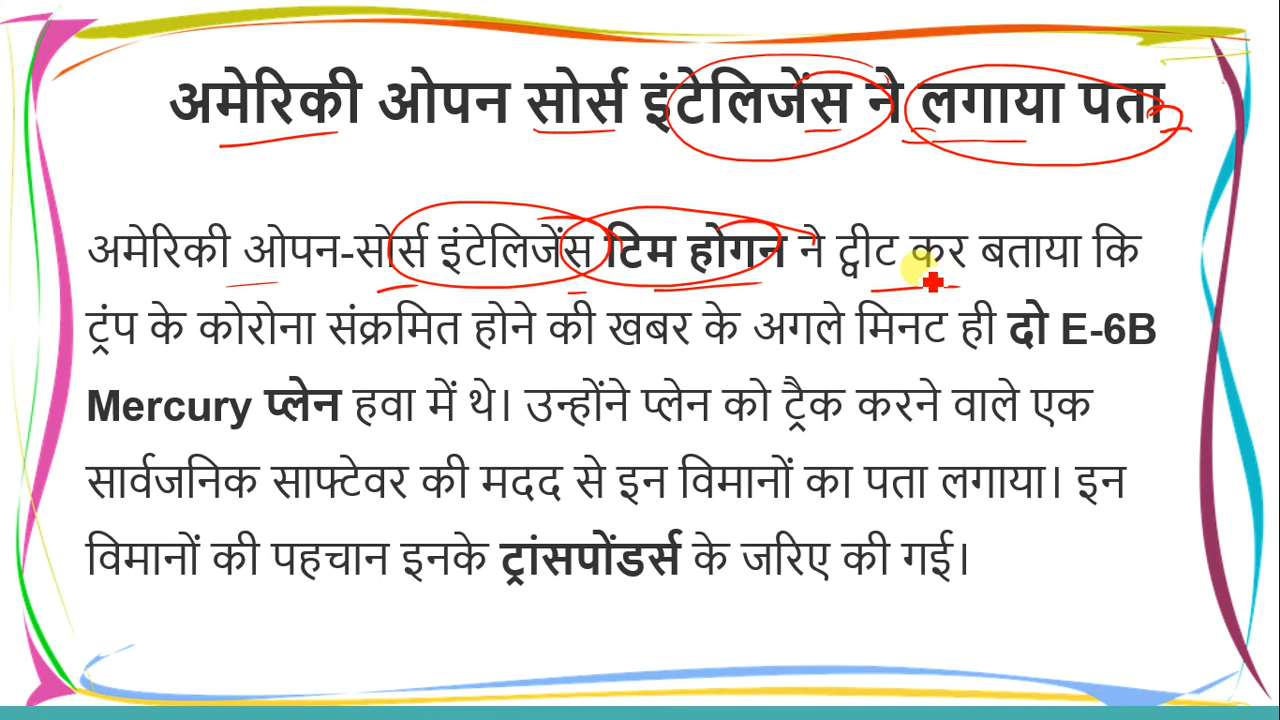 अमेरिकी ओपन सोर्स इंटेलिजेंस ने लगाया पता
अमेरिकी ओपन-सोर्स इंटेलिजेंस टिम होगन ने ट्वीट कर बताया कि
ट्रंप के कोरोना संक्रमित होने की खबर के अगले मिनट ही दो E-6B
Mercury प्लेन हवा में थे। उन्होंने प्लेन को ट्रैक करने वाले एक
सार्वजनिक साफ्टेवर की मदद से इन विमानों का पता लगाया। इन
विमानों की पहचान इनके ट्रांसपोंडर्स के जरिए की गई।